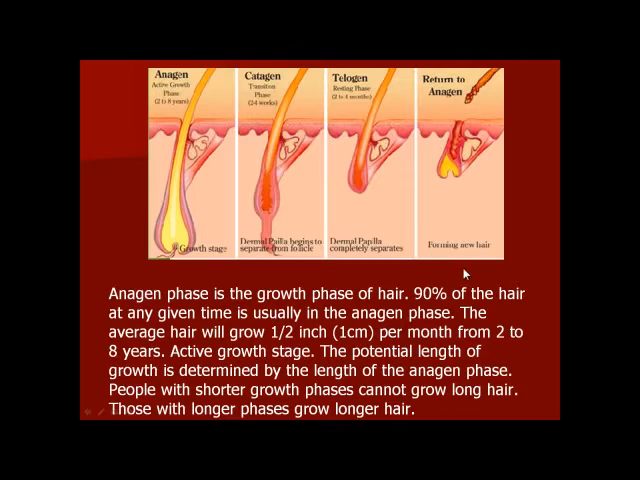 Anagen
Active Growth
Phase
(2 to 8 years)
Growth stage
Catagen
Transiton
Phase
(2-4 weeks)
Dermal Pailla begins to
separate from follicle
Telogen
Resting Phase
(2 to 4 months)
Dermal Papilla
completely separates
Return to
Anagen
Forming new hair
Anagen phase is the growth phase of hair. 90% of the hair
at any given time is usually in the anagen phase. The
average hair will grow 1/2 inch (1cm) per month from 2 to
8 years. Active growth stage. The potential length of
growth is determined by the length of the anagen phase.
People with shorter growth phases cannot grow long hair.
Those with longer phases grow longer hair.